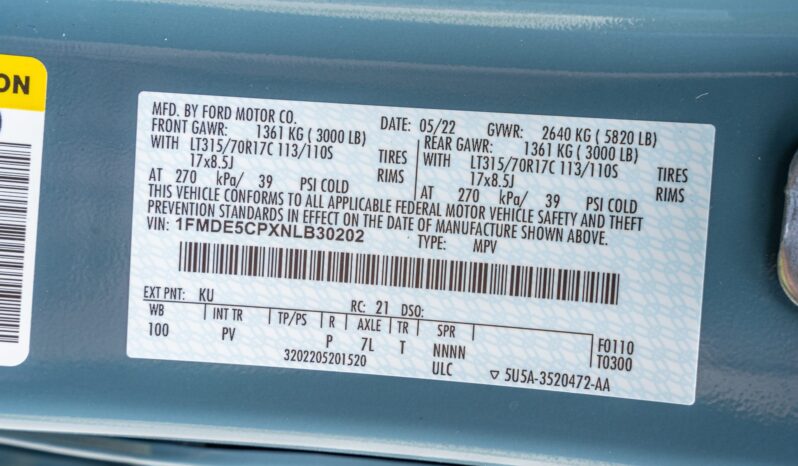 ON
MFD. BY FORD MOTOR CO.
DATE: 05/22 GVWR: 2640 KG ( 5820 LB)
FRONT GAWR: 1361 KG ( 3000 LB) REAR GAWR: 1361 KG ( 3000 LB)
WITH LT315/70R17C 113/110S TIRES WITH LT315/70R17C 113/110S TIRES
17x8.5J RIMS 17x8.5J RIMS
AT 270 kPa/ 39 PSI COLD AT 270 kPa/ 39 PSI COLD
THIS VEHICLE CONFORMS TO ALL APPLICABLE FEDERAL MOTOR VEHICLE SAFETY AND THEFT
PREVENTION STANDARDS IN EFFECT ON THE DATE OF MANUFACTURE SHOWN ABOVE.
VIN: 1FMDE5CPXNLB30202
TYPE: MPV
EXT PNT: KU RC: 21 DSO:
WB INT TR TP/PS R AXLE TR SPR F0110
100 PV P 7L T NNNN T0300
3202205201520 ULC ▽ 5U5A-3520472-AA